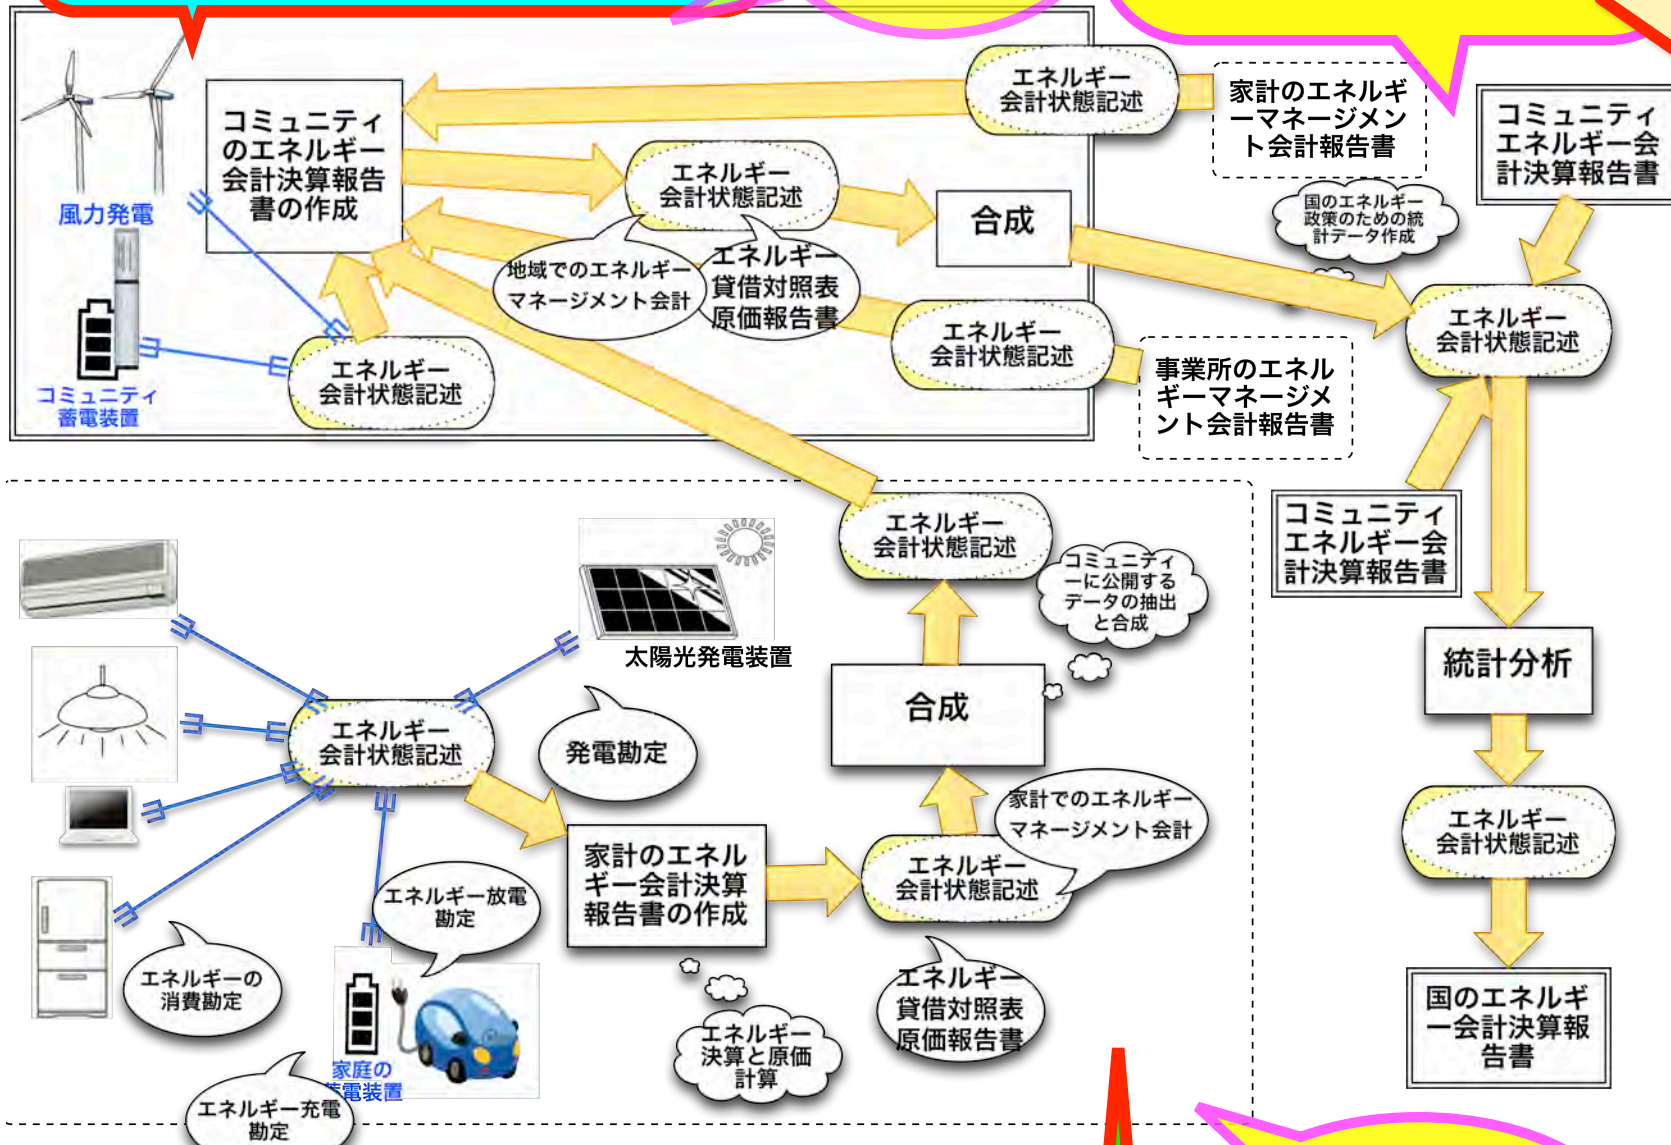 エネルギー
会計状態記述
家計のエネルギ
ーマネージメン
ト会計報告書
コミュニティ
エネルギー会
計決算報告書
コミュニティ
のエネルギー
会計決算報告
書の作成
エネルギー
会計状態記述
合成
国のエネルギー
政策のための統
計データ作成
風力発電
地域でのエネルギー
マネージメント会計
エネルギー
貸借対照表
原価報告書
エネルギー
会計状態記述
エネルギー
会計状態記述
エネルギー
会計状態記述
事業所のエネル
ギーマネージメ
ント会計報告書
コミュニティ
蓄電装置
エネルギー
会計状態記述
コミュニティ
エネルギー会
計決算報告書
コミュニティ
ーに公開する
データの抽出
と合成
太陽光発電装置
統計分析
合成
エネルギー
会計状態記述
発電勘定
家計でのエネルギー
マネージメント会計
エネルギー
会計状態記述
家計のエネル
ギー会計決算
報告書の作成
エネルギー
会計状態記述
エネルギー放電
勘定
エネルギーの
消費勘定
エネルギー
貸借対照表
原価報告書
国のエネルギ
ー会計決算報
告書
エネルギー
決算と原価
計算
家庭の
蓄電装置
エネルギー充電
勘定